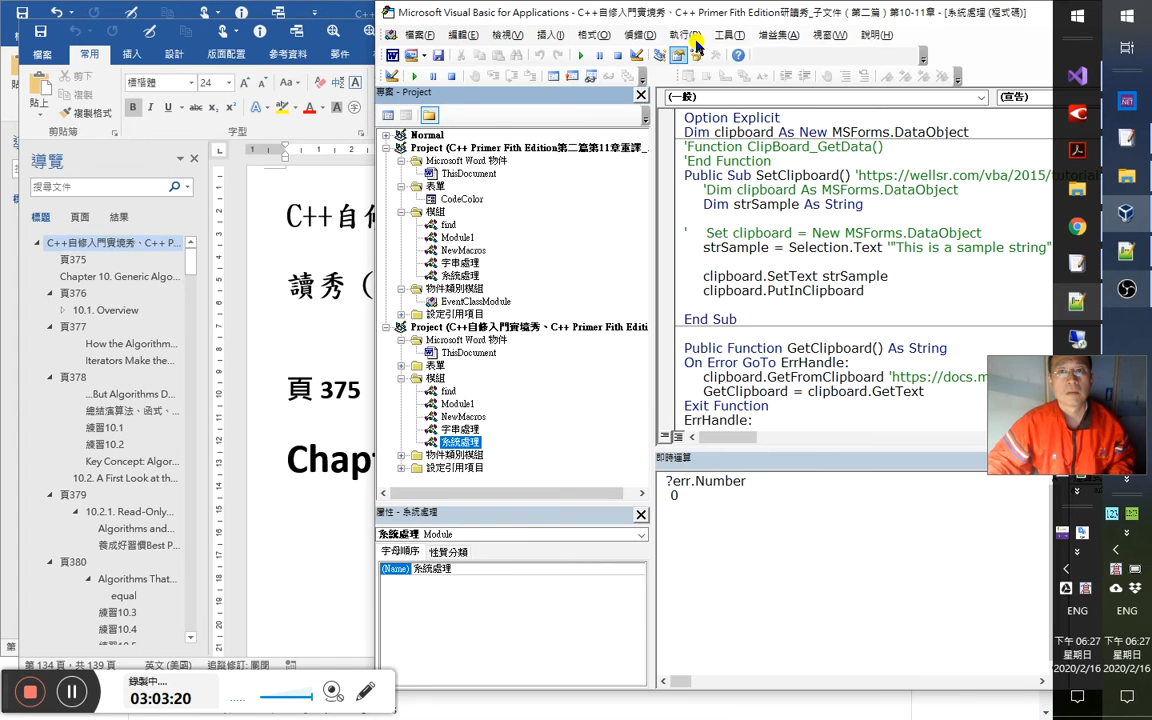 Microsoft Visual Basic for Applications - C++自修入門實境秀、C++ Primer Fith Edition研讀秀_子文件（第二篇）第10-11章 - [系統處理 (程式碼)]
檔案(F) 編輯(E) 檢視(V) 插入(I) 格式(O) 偵錯(D) 執行(R) 工具(T) 增益集(A) 視窗(W) 說明(H)
檔案 常用 插入 設計 版面配置 參考資料 郵件
貼上
剪下
複製
複製格式
剪貼簿
標楷體 24
字型
導覽
搜尋文件
標題 頁面 結果
C++自修入門實境秀、C++ P...
頁375
Chapter 10. Generic Algo...
頁376
10.1. Overview
頁377
How the Algorithm...
Iterators Make the...
頁378
...But Algorithms D...
總結演算法、函式、...
練習10.1
練習10.2
Key Concept: Algor...
10.2. A First Look at th...
頁379
10.2.1. Read-Only...
Algorithms and...
養成好習慣Best P...
頁380
Algorithms That...
equal
練習10.3
練習10.4
C++自修
讀秀（
頁 375
Chapt
第 134 頁，共 139 頁 英文 (美國) 追蹤修訂: 關閉
錄製中....
03:03:20
專案 - Project
Normal
Project (C++ Primer Fith Edition第二篇第11章重譯_
Microsoft Word 物件
ThisDocument
表單
CodeColor
模組
find
Module1
NewMacros
字串處理
系統處理
物件類別模組
EventClassModule
設定引用項目
Project (C++自修入門實境秀、C++ Primer Fith Editi
Microsoft Word 物件
ThisDocument
表單
模組
find
Module1
NewMacros
字串處理
系統處理
物件類別模組
設定引用項目
屬性 - 系統處理
系統處理 Module
字母順序 性質分類
(Name) 系統處理
(一般) (宣告)
Option Explicit
Dim clipboard As New MSForms.DataObject
'Function ClipBoard_GetData()
'End Function
Public Sub SetClipboard() 'https://wellsr.com/vba/2015/tutorial
'Dim clipboard As MSForms.DataObject
Dim strSample As String
' Set clipboard = New MSForms.DataObject
strSample = Selection.Text '"This is a sample string"
clipboard.SetText strSample
clipboard.PutInClipboard
End Sub
Public Function GetClipboard() As String
On Error GoTo ErrHandle:
clipboard.GetFromClipboard 'https://docs.m
GetClipboard = clipboard.GetText
Exit Function
ErrHandle:
即時運算
?err.Number
0
ENG ENG
下午 06:27 下午 06:27
星期日 星期日
2020/2/16 2020/2/16